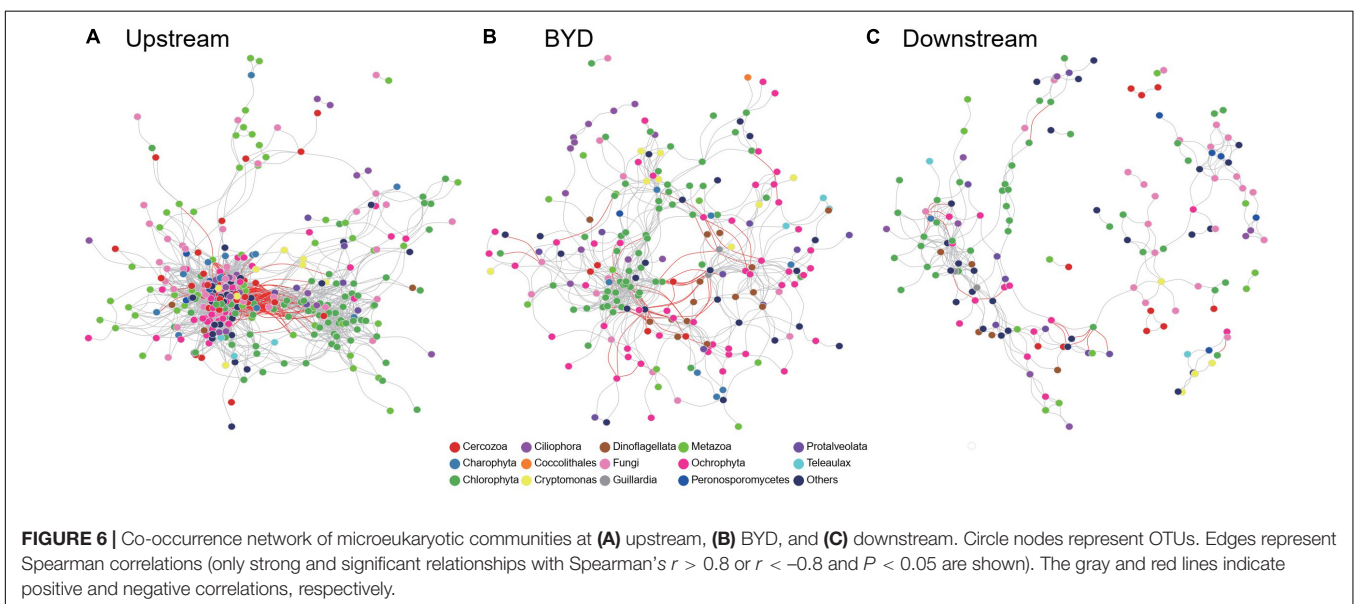 A Upstream
B BYD
C Downstream
Cercozoa Ciliophora Dinoflagellata Metazoa Protalveolata
Charophyta Coccolithales Fungi Ochrophyta Teleaulax
Chlorophyta Cryptomonas Guillardia Peronosporomycetes Others
FIGURE 6 | Co-occurrence network of microeukaryotic communities at (A) upstream, (B) BYD, and (C) downstream. Circle nodes represent OTUs. Edges represent
Spearman correlations (only strong and significant relationships with Spearman's r > 0.8 or r < –0.8 and P < 0.05 are shown). The gray and red lines indicate
positive and negative correlations, respectively.